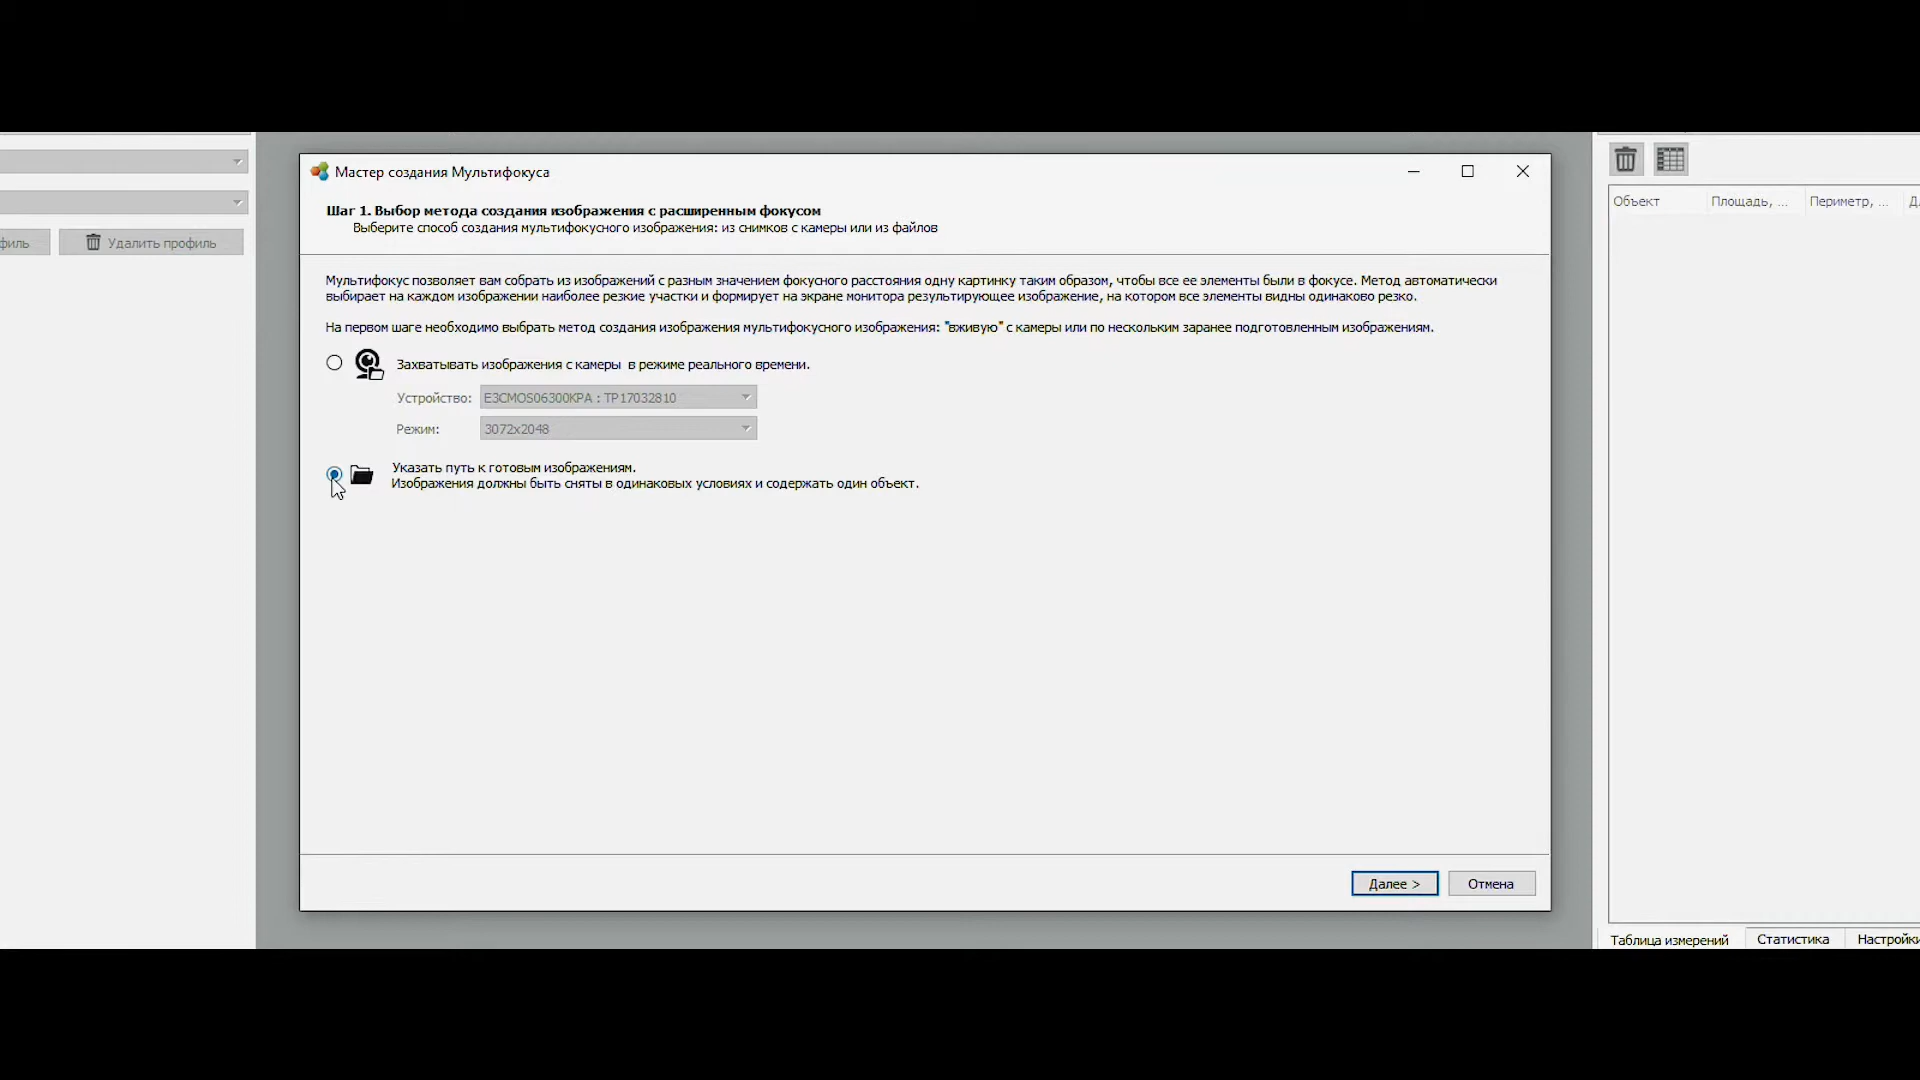 Мастер создания Мультифокуса
Шаг 1. Выбор метода создания изображения с расширенным фокусом
Выберите способ создания мультифокусного изображения: из снимков с камеры или из файлов
Мультифокус позволяет вам собрать из изображений с разным значением фокусного расстояния одну картинку таким образом, чтобы все ее элементы были в фокусе. Метод автоматически
выбирает на каждом изображении наиболее резкие участки и формирует на экране монитора результирующее изображение, на котором все элементы видны одинаково резко.
На первом шаге необходимо выбрать метод создания изображения мультифокусного изображения: "вживую" с камеры или по нескольким заранее подготовленным изображениям.
Захватывать изображения с камеры в режиме реального времени.
Устройство: E3CMOS06300KPA : TP17032810
Режим: 3072x2048
Указать путь к готовым изображениям.
Изображения должны быть сняты в одинаковых условиях и содержать один объект.
Далее > Отмена
филь Удалить профиль
Объект Площадь, ... Периметр, ...
Таблица измерений Статистика Настройки